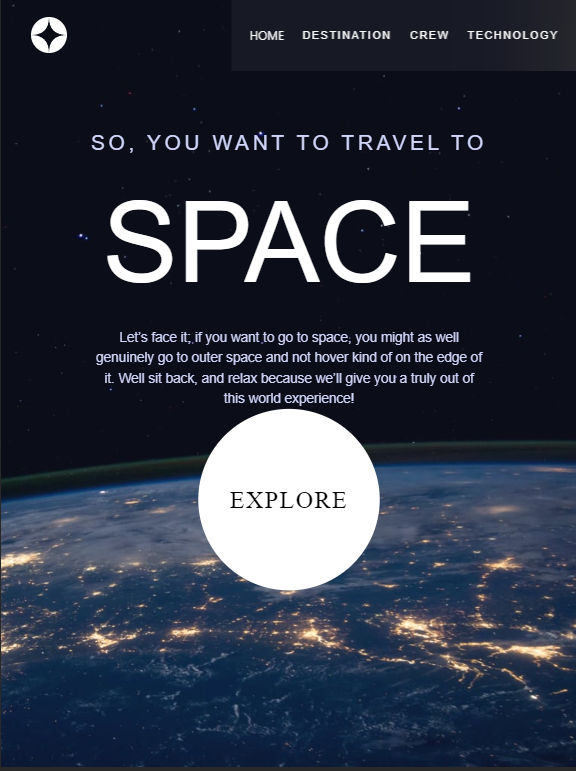 HOME DESTINATION CREW TECHNOLOGY
SO, YOU WANT TO TRAVEL TO
SPACE
Let’s face it; if you want to go to space, you might as well
genuinely go to outer space and not hover kind of on the edge of
it. Well sit back, and relax because we’ll give you a truly out of
this world experience!
EXPLORE